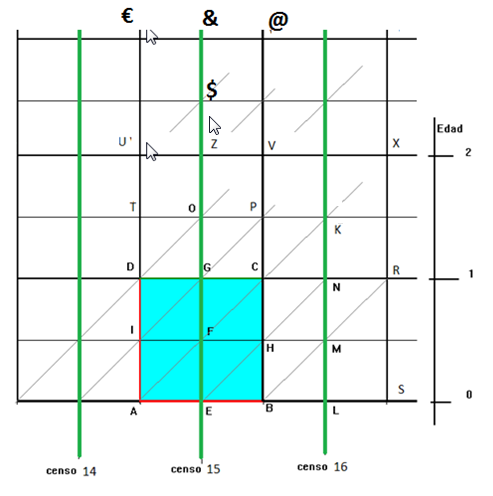 € & @
$
U' Z V X
2
Edad
T O P
K
D G C R 1
N
I F
H M
S 0
A E B L
censo 14 censo 15 censo 16